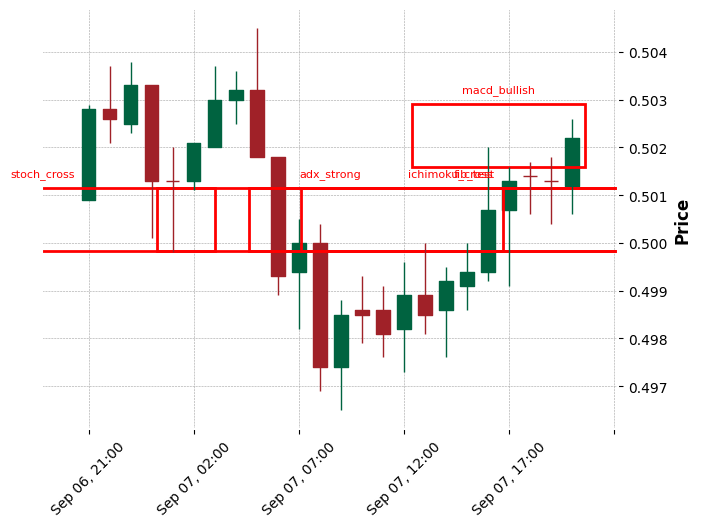 0.504
0.503
macd_bullish
0.502
stoch_cross
adx_strong
0.501
0.500
Price
0.499
0.498
0.497
Sep 06, 21:00
Sep 07, 02:00
Sep 07, 07:00
Sep 07, 12:00
Sep 07, 17:00